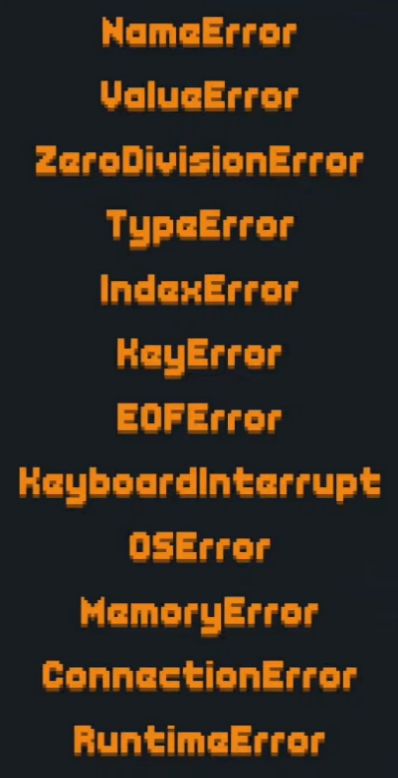 NameError
ValueError
ZeroDivisionError
TypeError
IndexError
KeyError
EOFError
KeyboardInterrupt
OSError
MemoryError
ConnectionError
RuntimeError